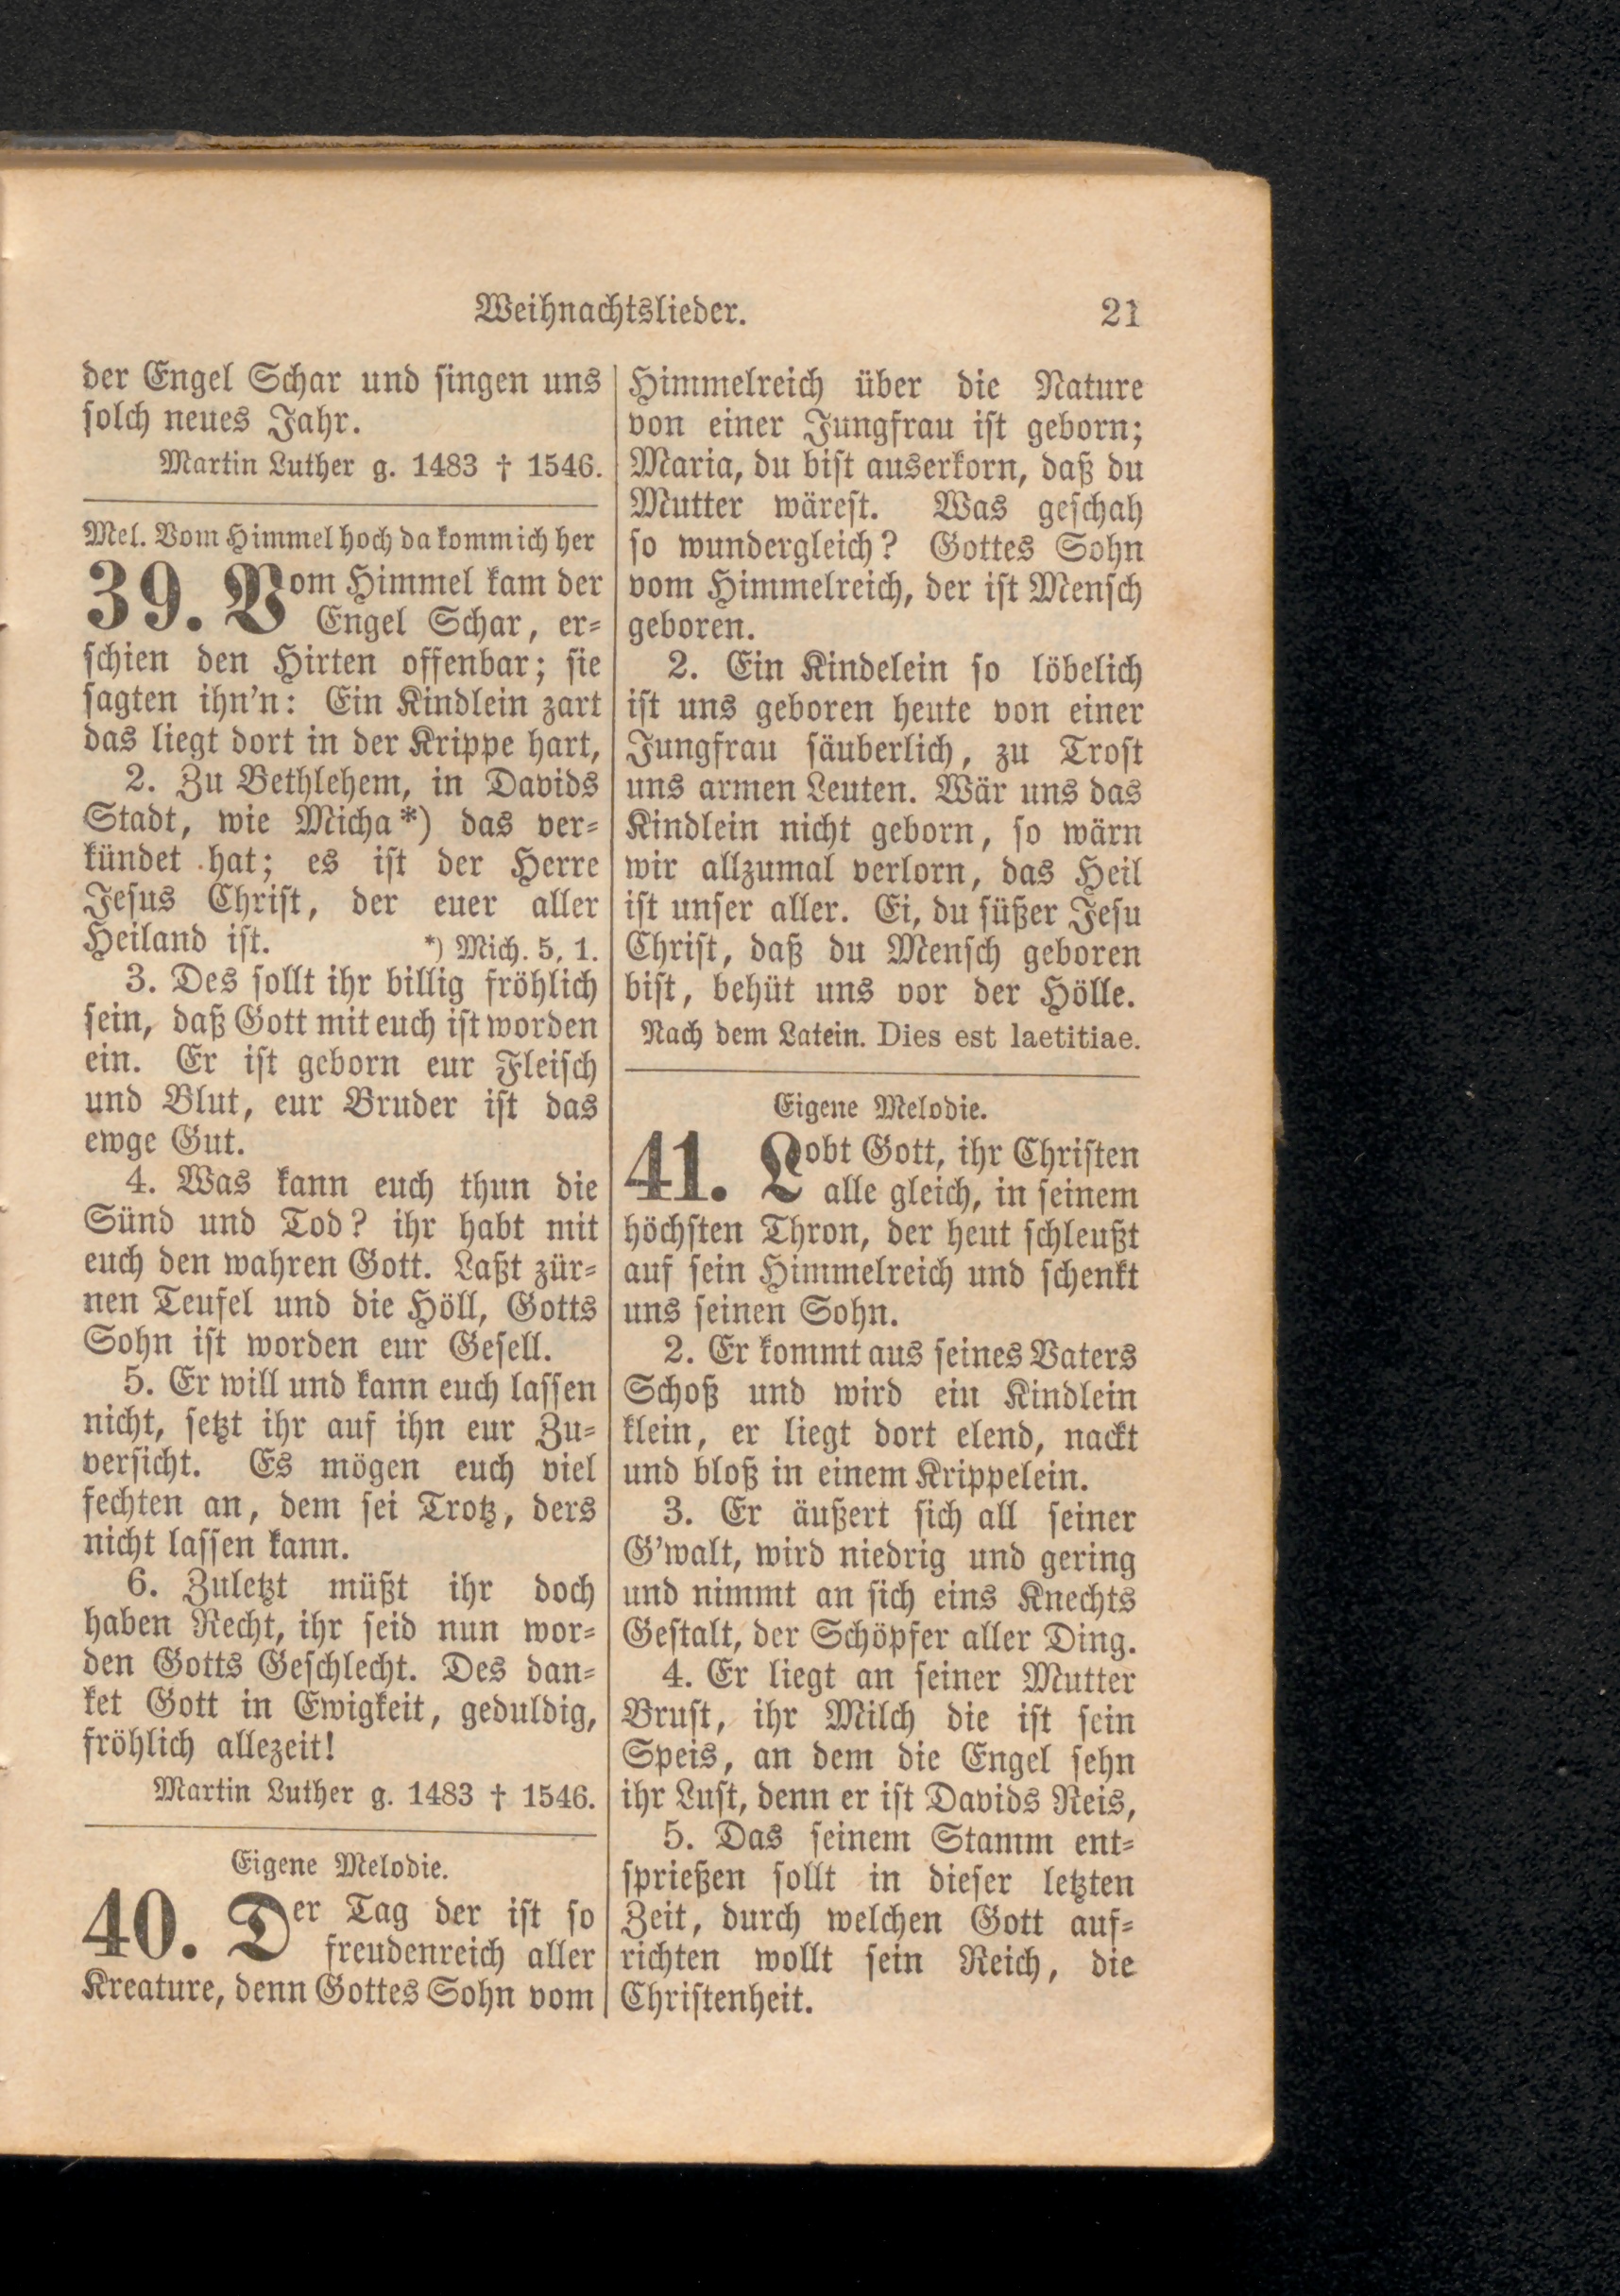 Weihnachtslieder.
21
der Engel Schar und singen uns
solch neues Jahr.
Martin Luther g. 1483 † 1546.
Mel. Vom Himmel hoch da komm ich her
39. Vom Himmel kam der
Engel Schar, er-
schien den Hirten offenbar; sie
sagten ihn'n: Ein Kindlein zart
das liegt dort in der Krippe hart,
2. Zu Bethlehem, in Davids
Stadt, wie Micha*) das ver-
kündet hat; es ist der Herre
Jesus Christ, der euer aller
Heiland ist. *) Mich. 5, 1.
3. Des sollt ihr billig fröhlich
sein, daß Gott mit euch ist worden
ein. Er ist geborn eur Fleisch
und Blut, eur Bruder ist das
ewge Gut.
4. Was kann euch thun die
Sünd und Tod? ihr habt mit
euch den wahren Gott. Laßt zür-
nen Teufel und die Höll, Gotts
Sohn ist worden eur Gesell.
5. Er will und kann euch lassen
nicht, setzt ihr auf ihn eur Zu-
versicht. Es mögen euch viel
fechten an, dem sei Trotz, ders
nicht lassen kann.
6. Zuletzt müßt ihr doch
haben Recht, ihr seid nun wor-
den Gotts Geschlecht. Des dan-
ket Gott in Ewigkeit, geduldig,
fröhlich allezeit!
Martin Luther g. 1483 † 1546.
Eigene Melodie.
40. Der Tag der ist so
freudenreich aller
Kreature, denn Gottes Sohn vom
Himmelreich über die Nature
von einer Jungfrau ist geborn;
Maria, du bist auserkorn, daß du
Mutter wärest. Was geschah
so wundergleich? Gottes Sohn
vom Himmelreich, der ist Mensch
geboren.
2. Ein Kindelein so löbelich
ist uns geboren heute von einer
Jungfrau säuberlich, zu Trost
uns armen Leuten. Wär uns das
Kindlein nicht geborn, so wärn
wir allzumal verlorn, das Heil
ist unser aller. Ei, du süßer Jesu
Christ, daß du Mensch geboren
bist, behüt uns vor der Hölle.
Nach dem Latein. Dies est laetitiae.
Eigene Melodie.
41. Lobt Gott, ihr Christen
alle gleich, in seinem
höchsten Thron, der heut schleußt
auf sein Himmelreich und schenkt
uns seinen Sohn.
2. Er kommt aus seines Vaters
Schoß und wird ein Kindlein
klein, er liegt dort elend, nackt
und bloß in einem Krippelein.
3. Er äußert sich all seiner
G'walt, wird niedrig und gering
und nimmt an sich eins Knechts
Gestalt, der Schöpfer aller Ding.
4. Er liegt an seiner Mutter
Brust, ihr Milch die ist sein
Speis, an dem die Engel sehn
ihr Lust, denn er ist Davids Reis,
5. Das seinem Stamm ent-
sprießen sollt in dieser letzten
Zeit, durch welchen Gott auf-
richten wollt sein Reich, die
Christenheit.